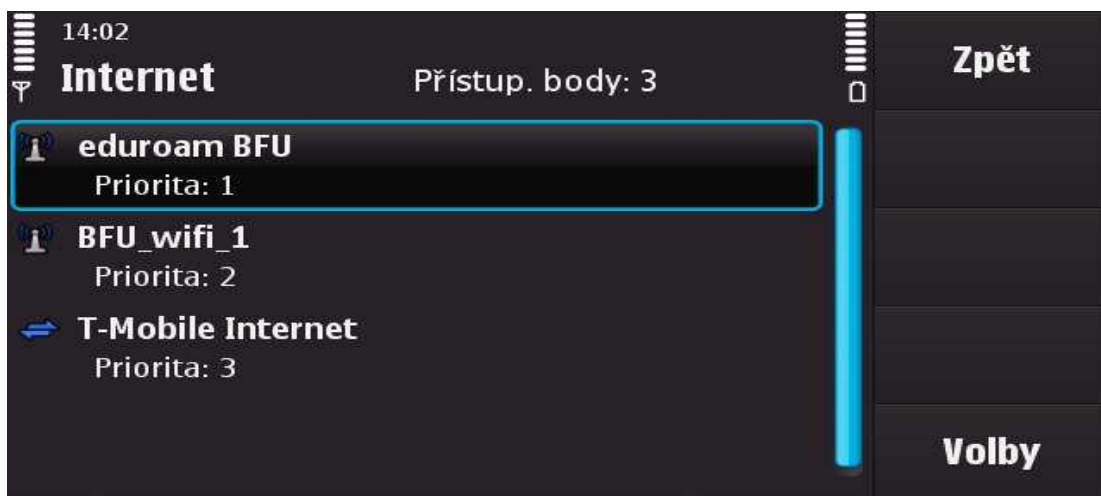 14:02
Internet
Přístup. body: 3
Zpět
eduroam BFU
Priorita: 1
BFU_wifi_1
Priorita: 2
T-Mobile Internet
Priorita: 3
Volby